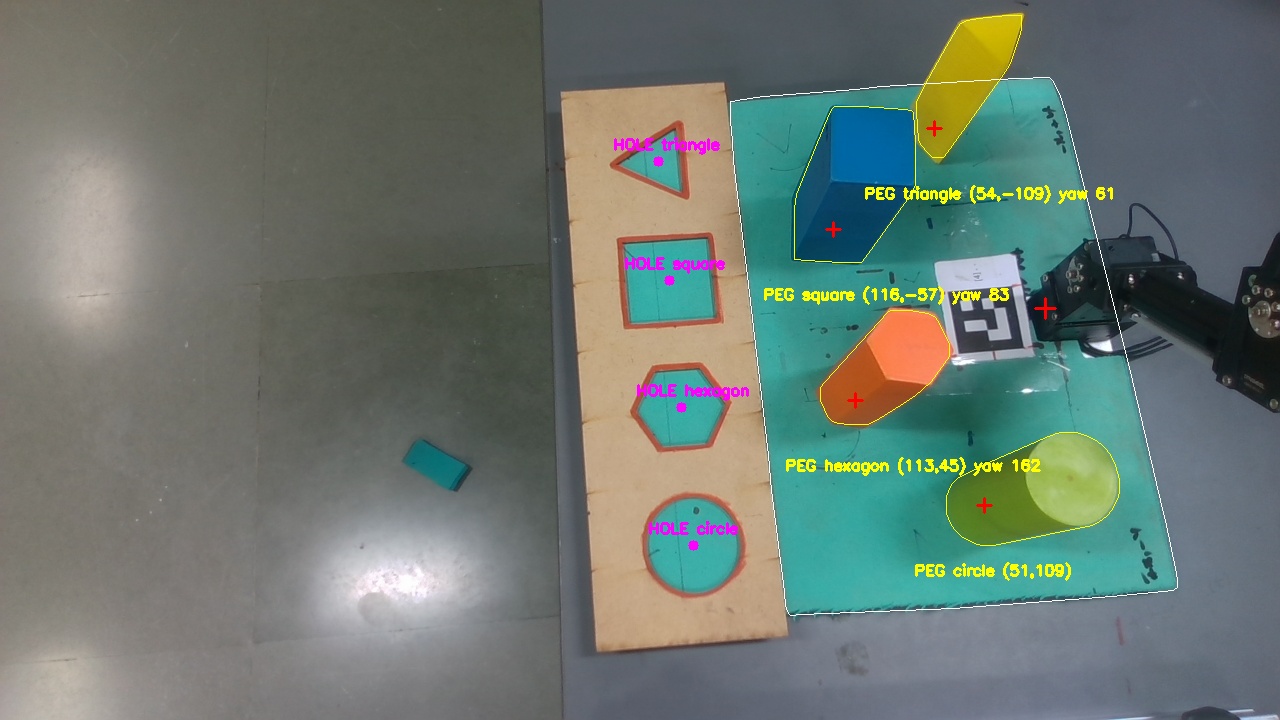 HOLE triangle
PEG triangle (54,-109) yaw 61
HOLE square
PEG square (116,-57) yaw 83
HOLE hexagon
PEG hexagon (113,45) yaw 162
HOLE circle
PEG circle (51,109)